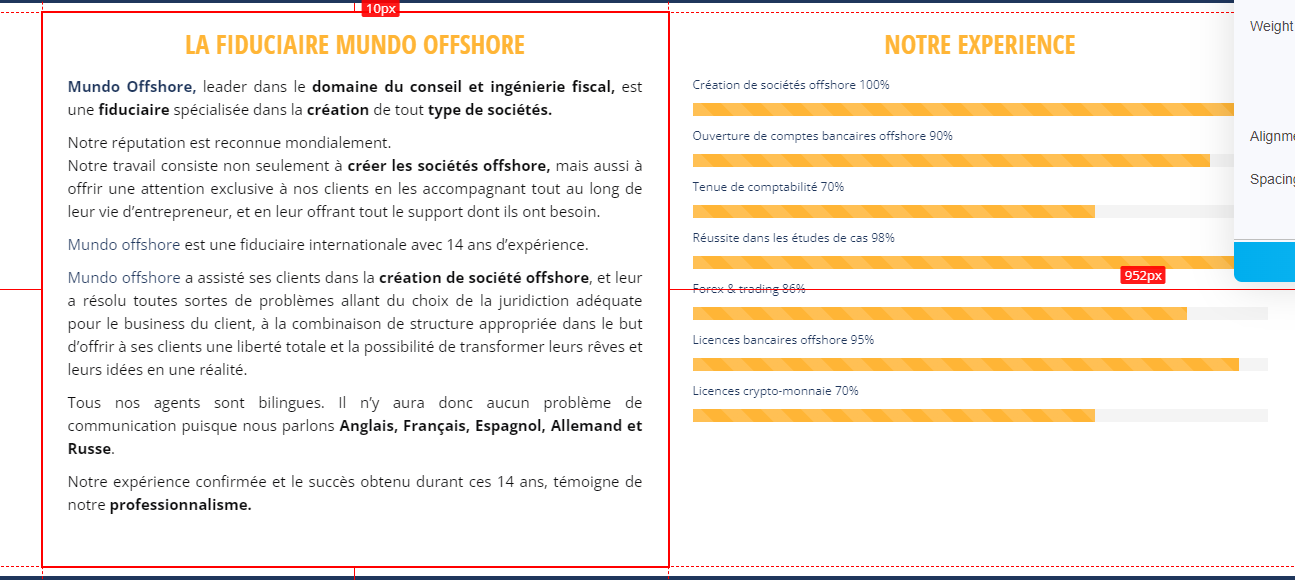 10px
LA FIDUCIAIRE MUNDO OFFSHORE
Mundo Offshore, leader dans le domaine du conseil et ingénierie fiscal, est
une fiduciaire spécialisée dans la création de tout type de sociétés.
Notre réputation est reconnue mondialement.
Notre travail consiste non seulement à créer les sociétés offshore, mais aussi à
offrir une attention exclusive à nos clients en les accompagnant tout au long de
leur vie d’entrepreneur, et en leur offrant tout le support dont ils ont besoin.
Mundo offshore est une fiduciaire internationale avec 14 ans d’expérience.
Mundo offshore a assisté ses clients dans la création de société offshore, et leur
a résolu toutes sortes de problèmes allant du choix de la juridiction adéquate
pour le business du client, à la combinaison de structure appropriée dans le but
d’offrir à ses clients une liberté totale et la possibilité de transformer leurs rêves et
leurs idées en une réalité.
Tous nos agents sont bilingues. Il n’y aura donc aucun problème de
communication puisque nous parlons Anglais, Français, Espagnol, Allemand et
Russe.
Notre expérience confirmée et le succès obtenu durant ces 14 ans, témoigne de
notre professionnalisme.
NOTRE EXPERIENCE
Création de sociétés offshore 100%
Ouverture de comptes bancaires offshore 90%
Tenue de comptabilité 70%
Réussite dans les études de cas 98%
952px
Forex & trading 86%
Licences bancaires offshore 95%
Licences crypto-monnaie 70%
Weight
Alignme
Spacing